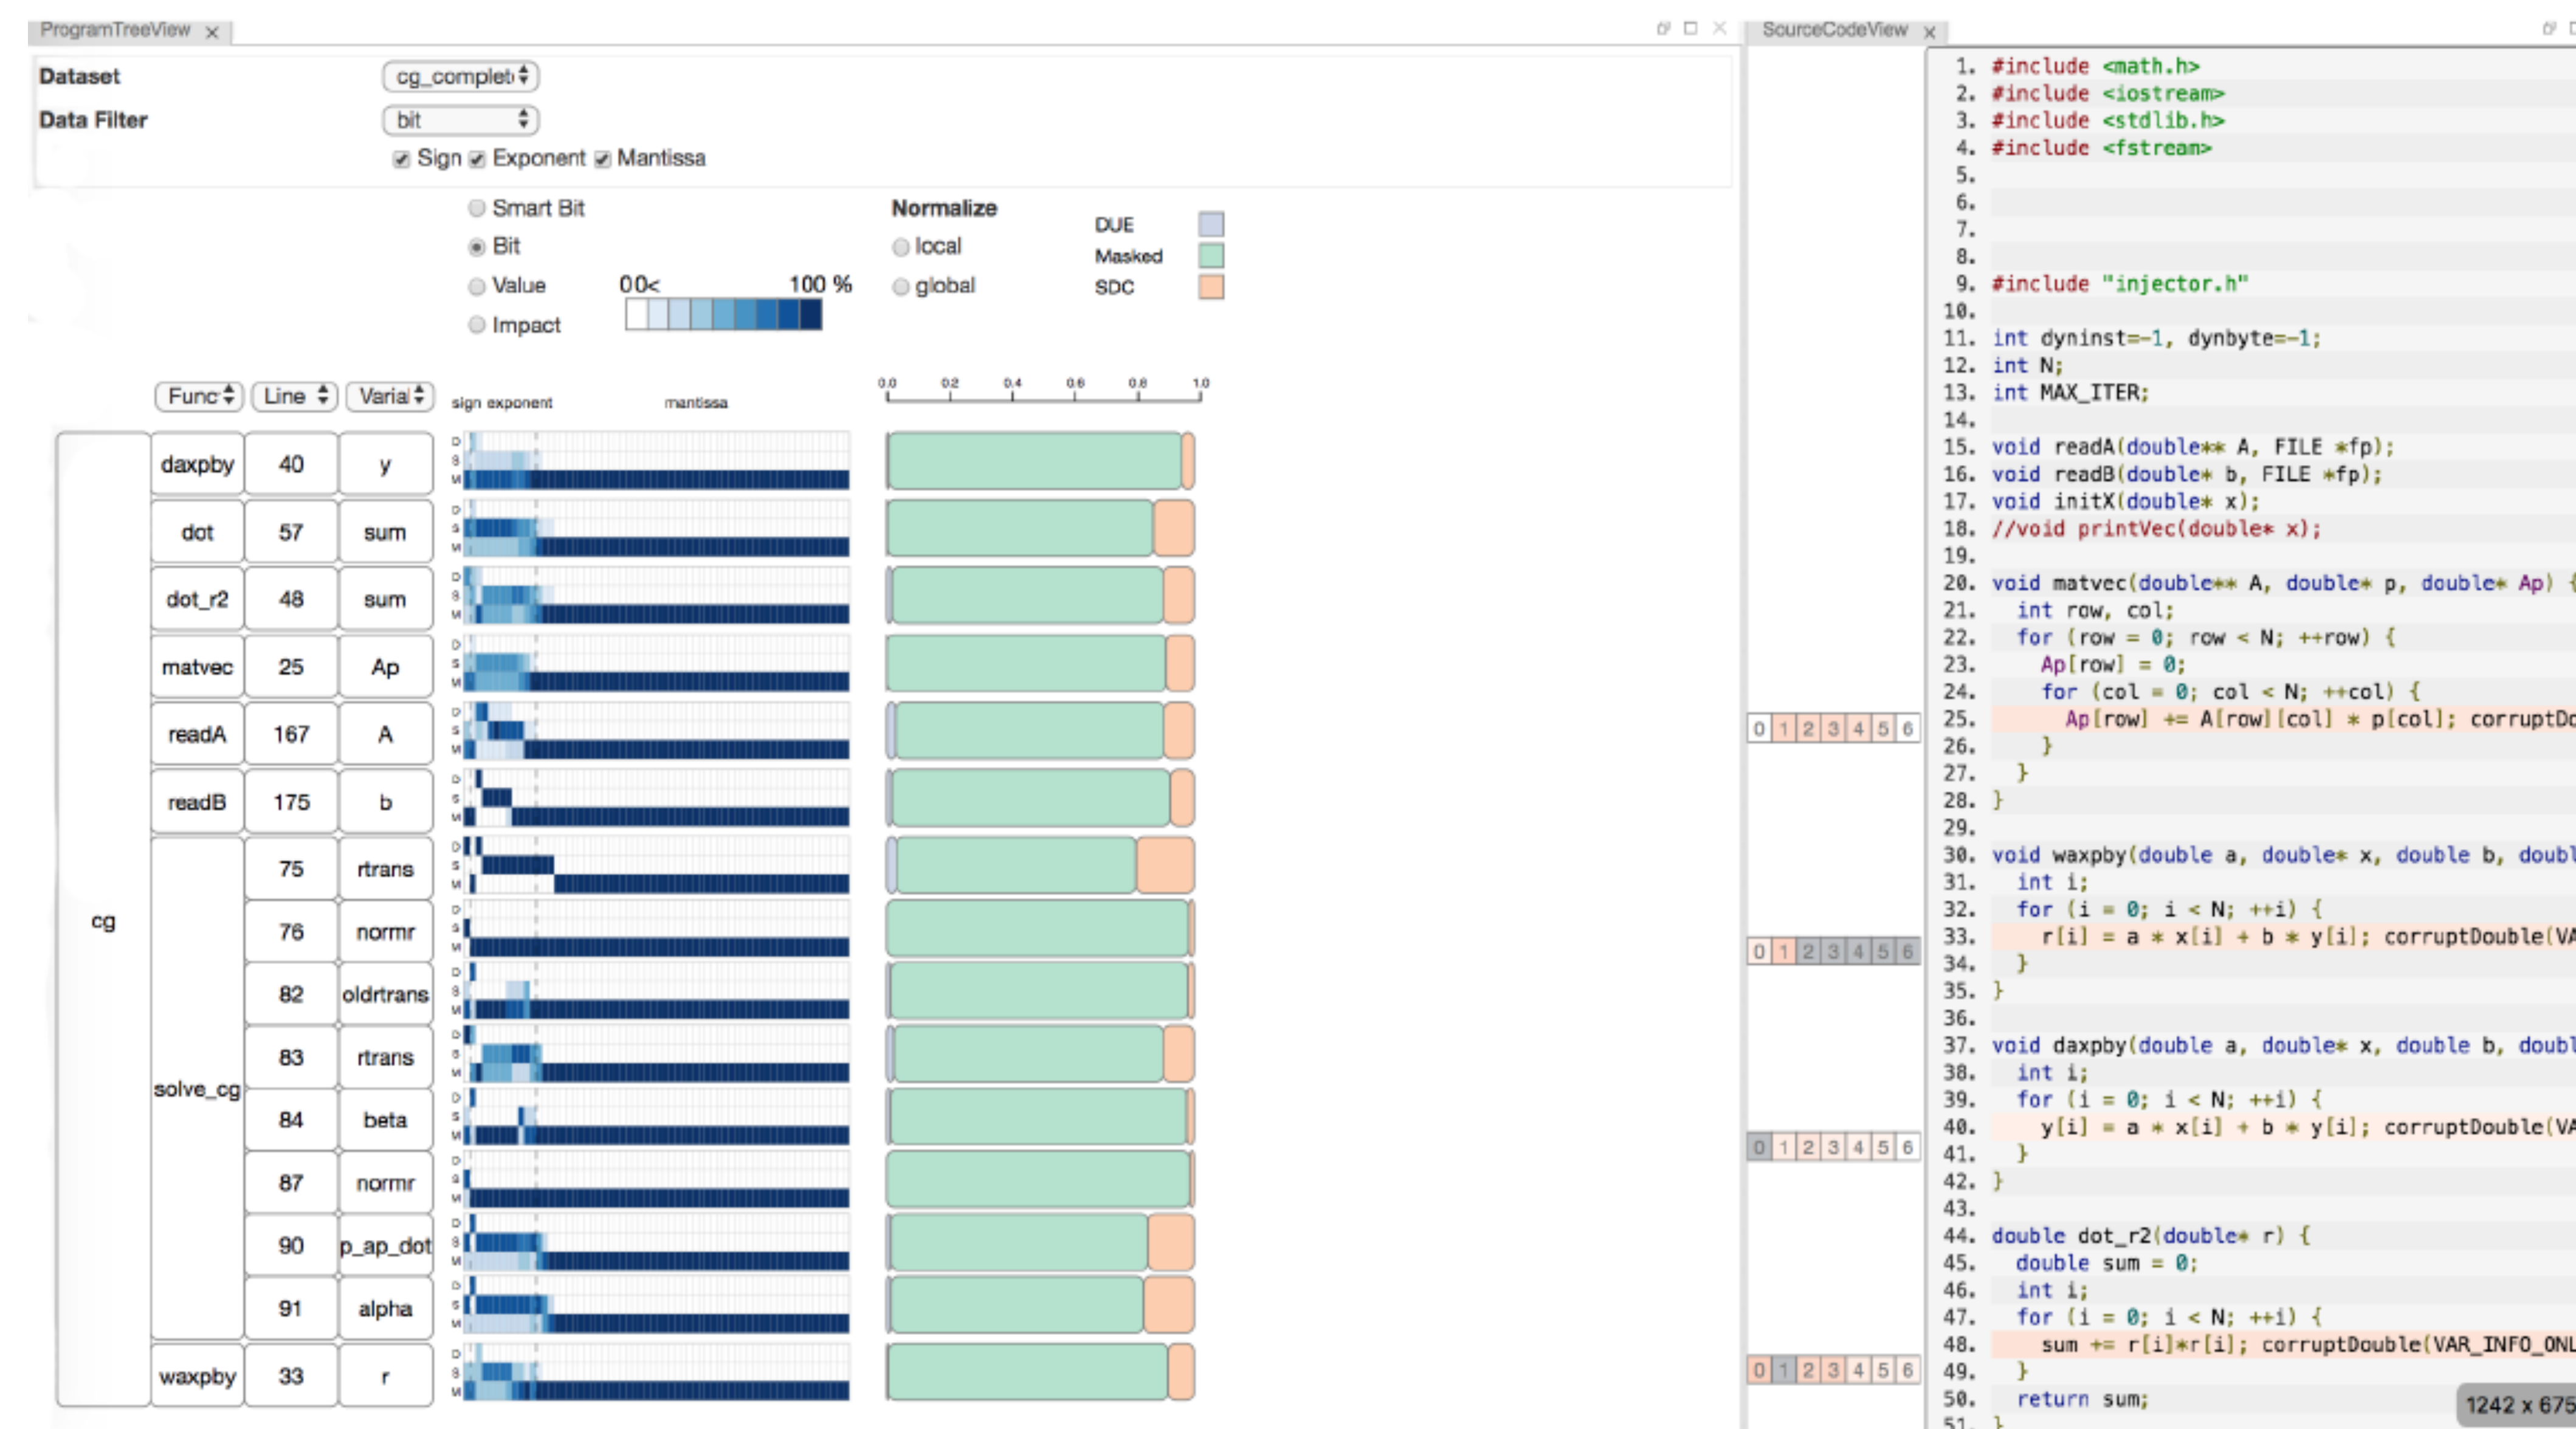 ProgramTreeView x
Dataset cg_complet
Data Filter bit
Sign Exponent Mantissa
Smart Bit
Bit
Value
Impact
0 0< 100 %
Normalize
local
global
DUE
Masked
SDC
Func Line Varial
sign exponent mantissa
0.0 0.2 0.4 0.6 0.8 1.0
cg
daxpby 40 y D S M
dot 57 sum D S M
dot_r2 48 sum D S M
matvec 25 Ap D S M
readA 167 A D S M
readB 175 b D S M
solve_cg
75 rtrans D S M
76 normr D S M
82 oldrtrans D S M
83 rtrans D S M
84 beta D S M
87 normr D S M
90 p_ap_dot D S M
91 alpha D S M
waxpby 33 r D S M
SourceCodeView x
1. #include <math.h>
2. #include <iostream>
3. #include <stdlib.h>
4. #include <fstream>
5.
6.
7.
8.
9. #include "injector.h"
10.
11. int dyninst=-1, dynbyte=-1;
12. int N;
13. int MAX_ITER;
14.
15. void readA(double** A, FILE *fp);
16. void readB(double* b, FILE *fp);
17. void initX(double* x);
18. //void printVec(double* x);
19.
20. void matvec(double** A, double* p, double* Ap) {
21. int row, col;
22. for (row = 0; row < N; ++row) {
23. Ap[row] = 0;
24. for (col = 0; col < N; ++col) {
0 1 2 3 4 5 6 25. Ap[row] += A[row][col] * p[col]; corruptDo
26. }
27. }
28. }
29.
30. void waxpby(double a, double* x, double b, doubl
31. int i;
32. for (i = 0; i < N; ++i) {
0 1 2 3 4 5 6 33. r[i] = a * x[i] + b * y[i]; corruptDouble(VA
34. }
35. }
36.
37. void daxpby(double a, double* x, double b, doubl
38. int i;
39. for (i = 0; i < N; ++i) {
40. y[i] = a * x[i] + b * y[i]; corruptDouble(VA
0 1 2 3 4 5 6 41. }
42. }
43.
44. double dot_r2(double* r) {
45. double sum = 0;
46. int i;
47. for (i = 0; i < N; ++i) {
48. sum += r[i]*r[i]; corruptDouble(VAR_INFO_ONL
0 1 2 3 4 5 6 49. }
50. return sum;
51. }
1242 x 675